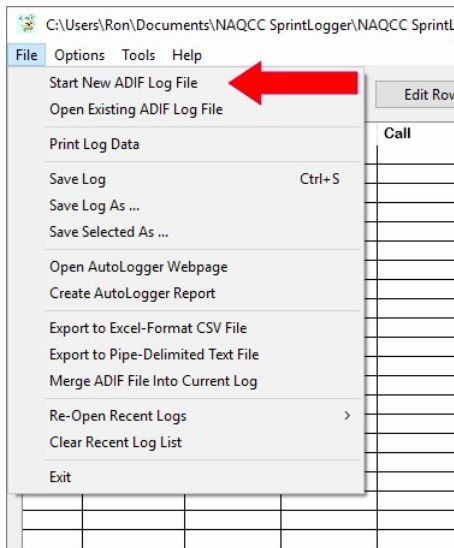 C:\Users\Ron\Documents\NAQCC SprintLogger\NAQCC Sprint
File Options Tools Help
Start New ADIF Log File
Edit Row
Open Existing ADIF Log File
Call
Print Log Data
Save Log Ctrl+S
Save Log As ...
Save Selected As ...
Open AutoLogger Webpage
Create AutoLogger Report
Export to Excel-Format CSV File
Export to Pipe-Delimited Text File
Merge ADIF File Into Current Log
Re-Open Recent Logs >
Clear Recent Log List
Exit